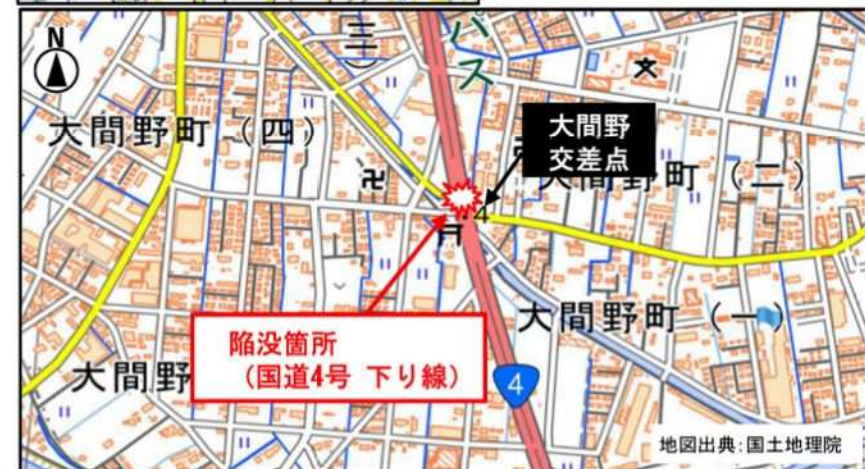 N
（三）
バス
大間野町（四）
大間野
交差点
大間野町（二）
4
大間野町（一）
陥没箇所
（国道4号 下り線）
大間野
4
地図出典：国土地理院